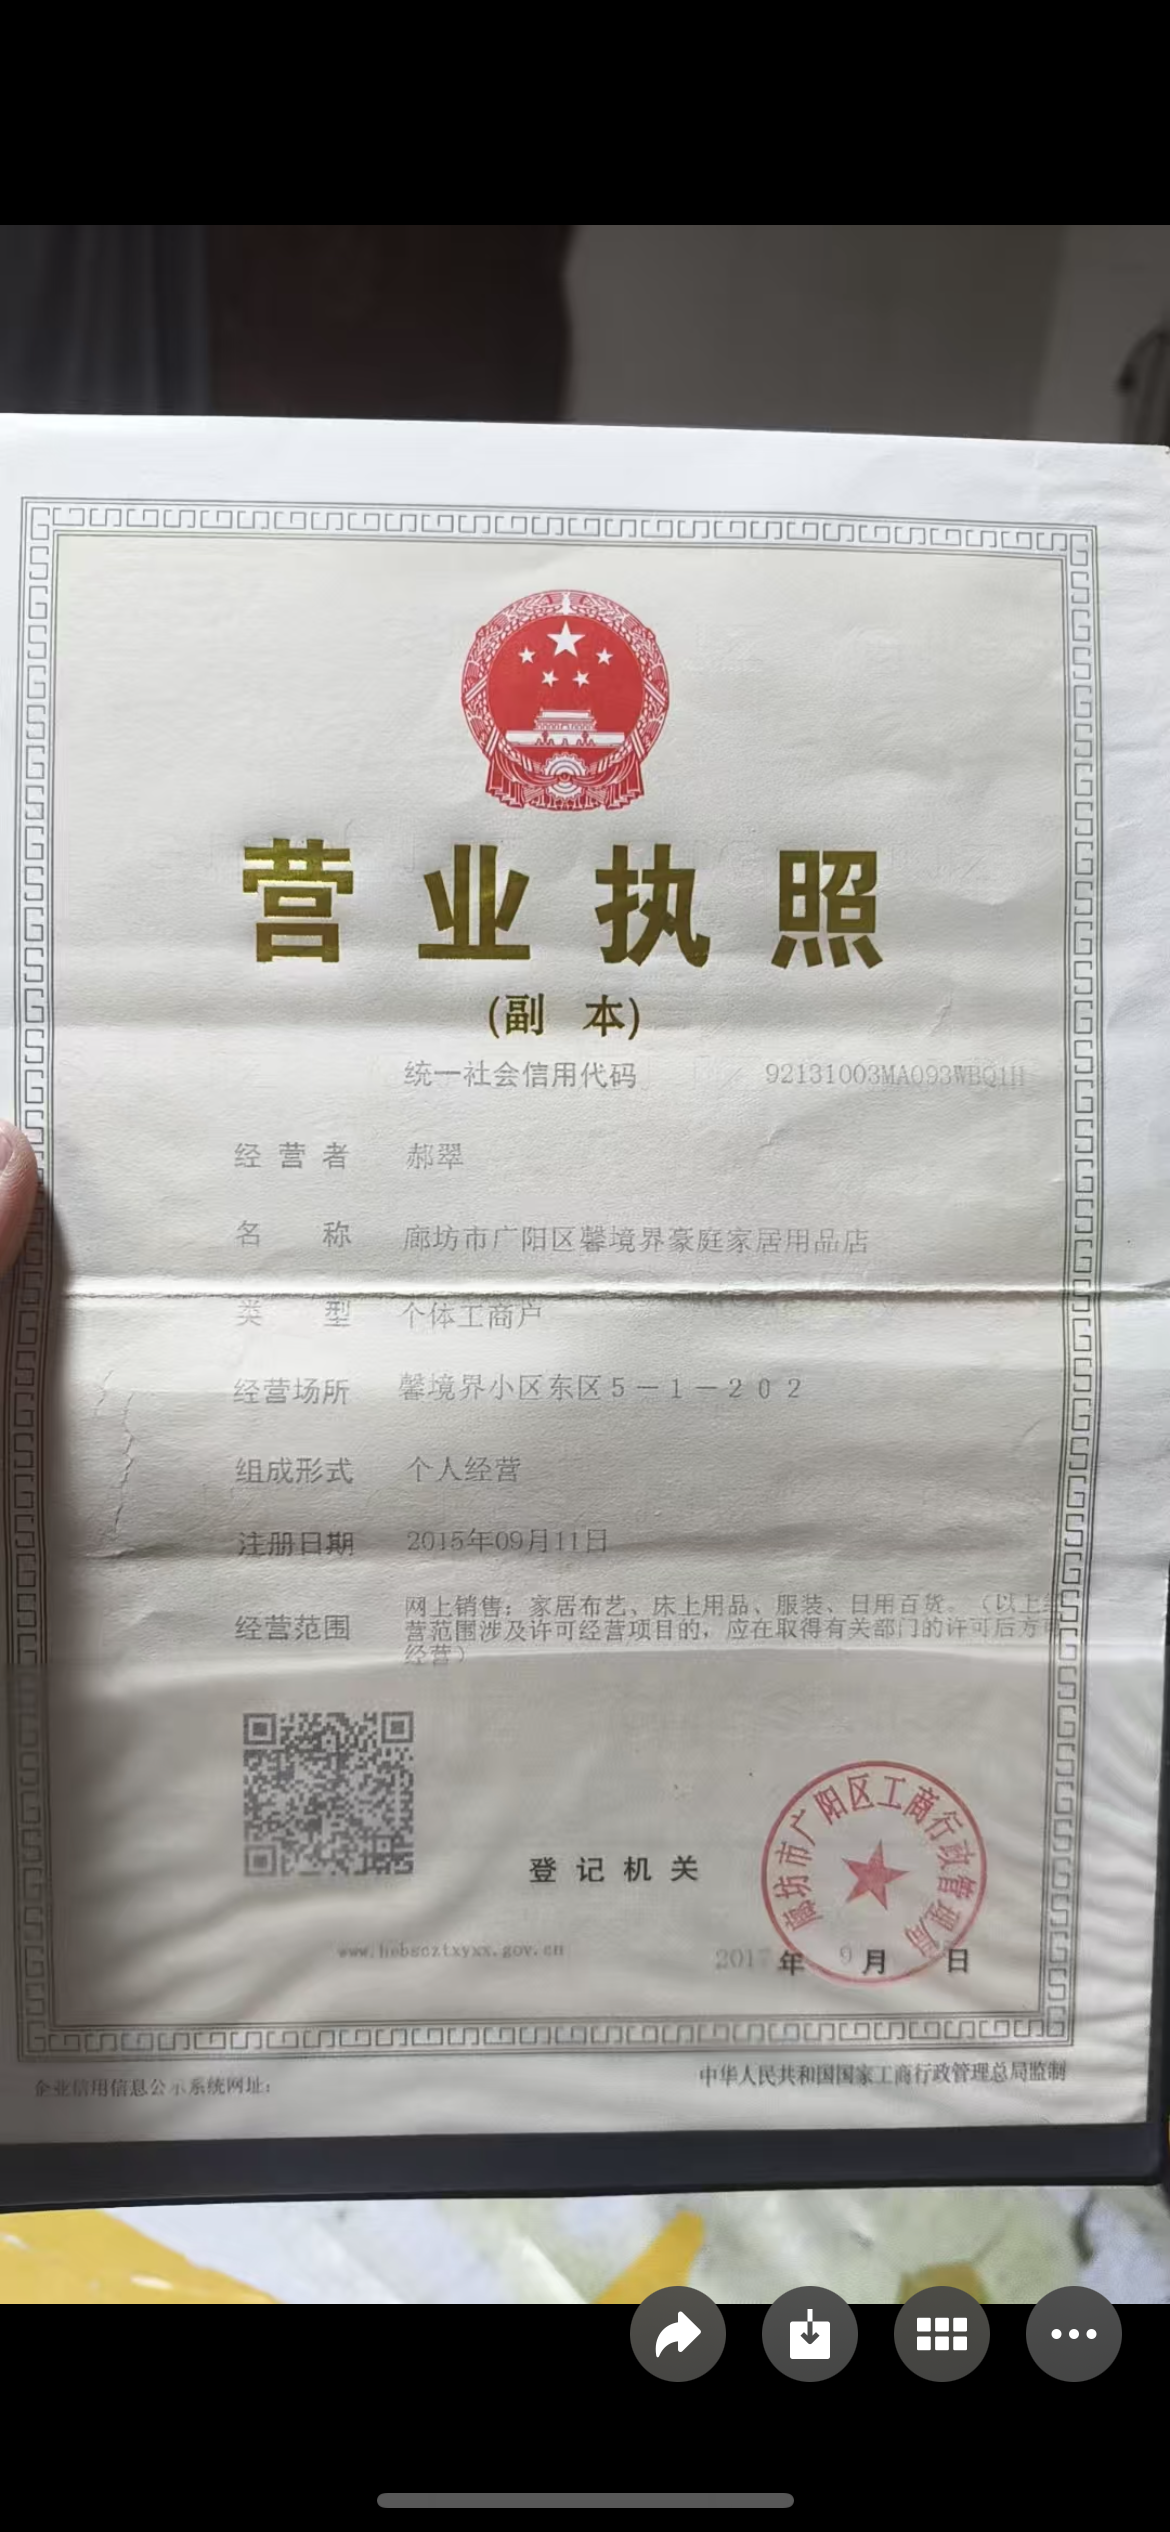 营业执照
(副 本)
统一社会信用代码 92131003MA093WBQ1H
经营者 郝翠
名称 廊坊市广阳区馨境界豪庭家居用品店
类型 个体工商户
经营场所 馨境界小区东区5-1-202
组成形式 个人经营
注册日期 2015年09月11日
经营范围 网上销售：家居布艺、床上用品、服装、日用百货。（以上经
营范围涉及许可经营项目的，应在取得有关部门的许可后方可
经营）
廊坊市广阳区工商行政管理局
登记机关
www.hebscztxyxx.gov.cn
2017年 9月 日
企业信用信息公示系统网址：
中华人民共和国国家工商行政管理总局监制